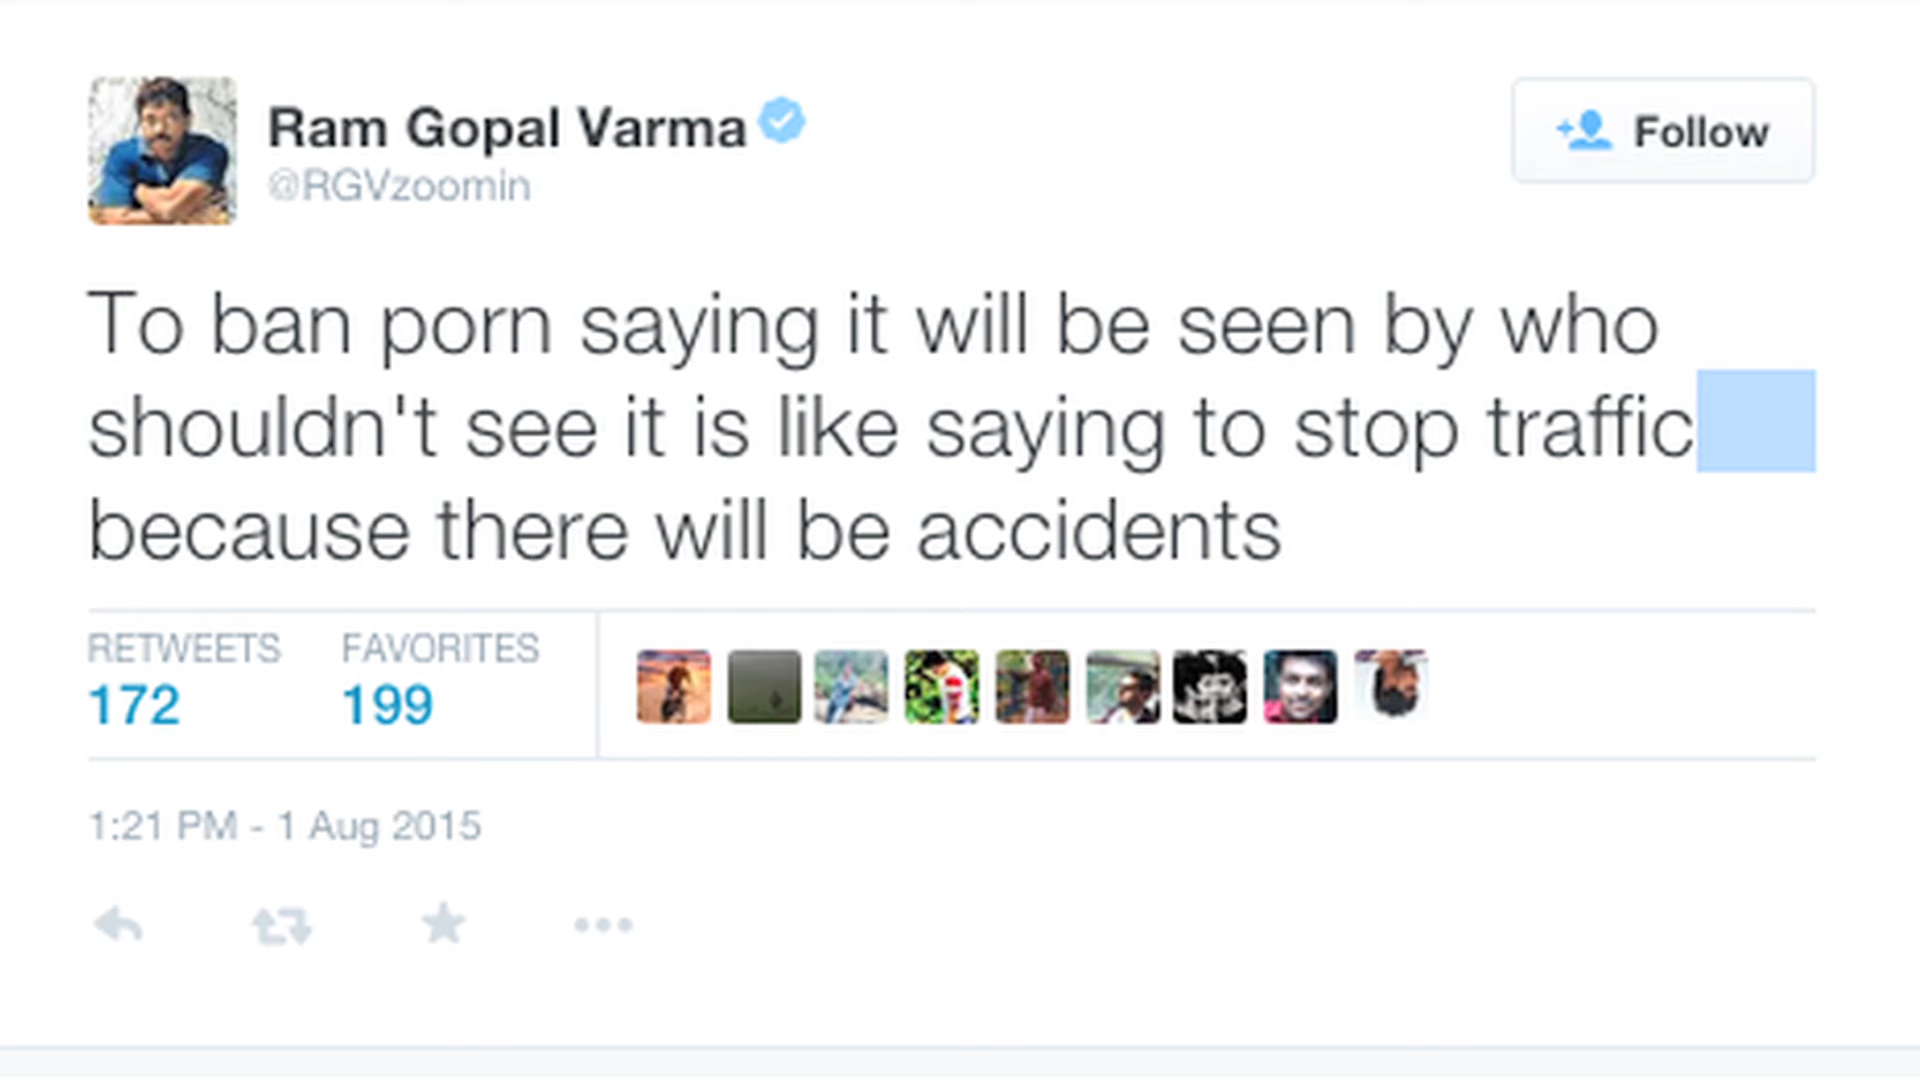 Ram Gopal Varma
@RGVzoomin
Follow
To ban porn saying it will be seen by who
shouldn't see it is like saying to stop traffic
because there will be accidents
RETWEETS FAVORITES
172 199
1:21 PM - 1 Aug 2015